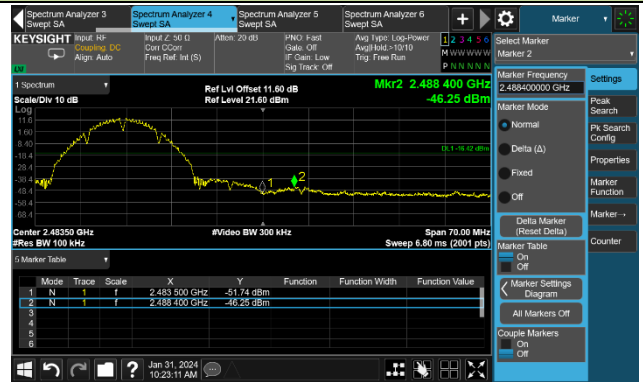 Spectrum Analyzer 3
Swept SA
Spectrum Analyzer 4
Swept SA
Spectrum Analyzer 5
Swept SA
Spectrum Analyzer 6
Swept SA
+
Marker
KEYSIGHT
Input: RF
Coupling: DC
Align: Auto
Input Z: 50 Ω
Corr CCorr
Freq Ref: Int (S)
Atten: 20 dB
PNO: Fast
Gate: Off
IF Gain: Low
Sig Track: Off
Avg Type: Log-Power
Avg|Hold:>10/10
Trig: Free Run
1 2 3 4 5 6
M W W W W W
P N N N N N
Select Marker
Marker 2
1 Spectrum
Scale/Div 10 dB
Log
Ref Lvl Offset 11.60 dB
Ref Level 21.60 dBm
Mkr2 2.488 400 GHz
-46.25 dBm
11.6
1.60
-8.40
-18.4
-28.4
-38.4
-48.4
-58.4
-68.4
DL1 -16.42 dBm
1
2
Center 2.48350 GHz
#Res BW 100 kHz
#Video BW 300 kHz
Span 70.00 MHz
Sweep 6.80 ms (2001 pts)
5 Marker Table
Mode Trace Scale X Y Function Function Width Function Value
1 N 1 f 2.483 500 GHz -51.74 dBm
2 N 1 f 2.488 400 GHz -46.25 dBm
3
4
5
6
Marker Frequency
2.488400000 GHz
Marker Mode
Normal
Delta (Δ)
Fixed
Off
Delta Marker
(Reset Delta)
Marker Table
On
Off
Marker Settings
Diagram
All Markers Off
Couple Markers
On
Off
Settings
Peak
Search
Pk Search
Config
Properties
Marker
Function
Marker→
Counter
?
Jan 31, 2024
10:23:11 AM